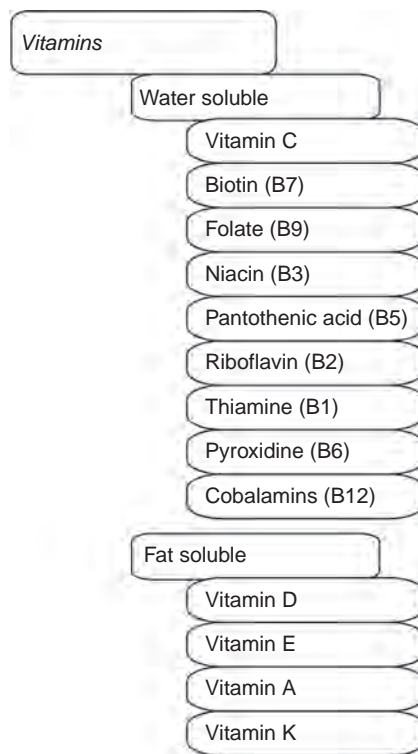 Vitamins
Water soluble
Vitamin C
Biotin (B7)
Folate (B9)
Niacin (B3)
Pantothenic acid (B5)
Riboflavin (B2)
Thiamine (B1)
Pyroxidine (B6)
Cobalamins (B12)
Fat soluble
Vitamin D
Vitamin E
Vitamin A
Vitamin K